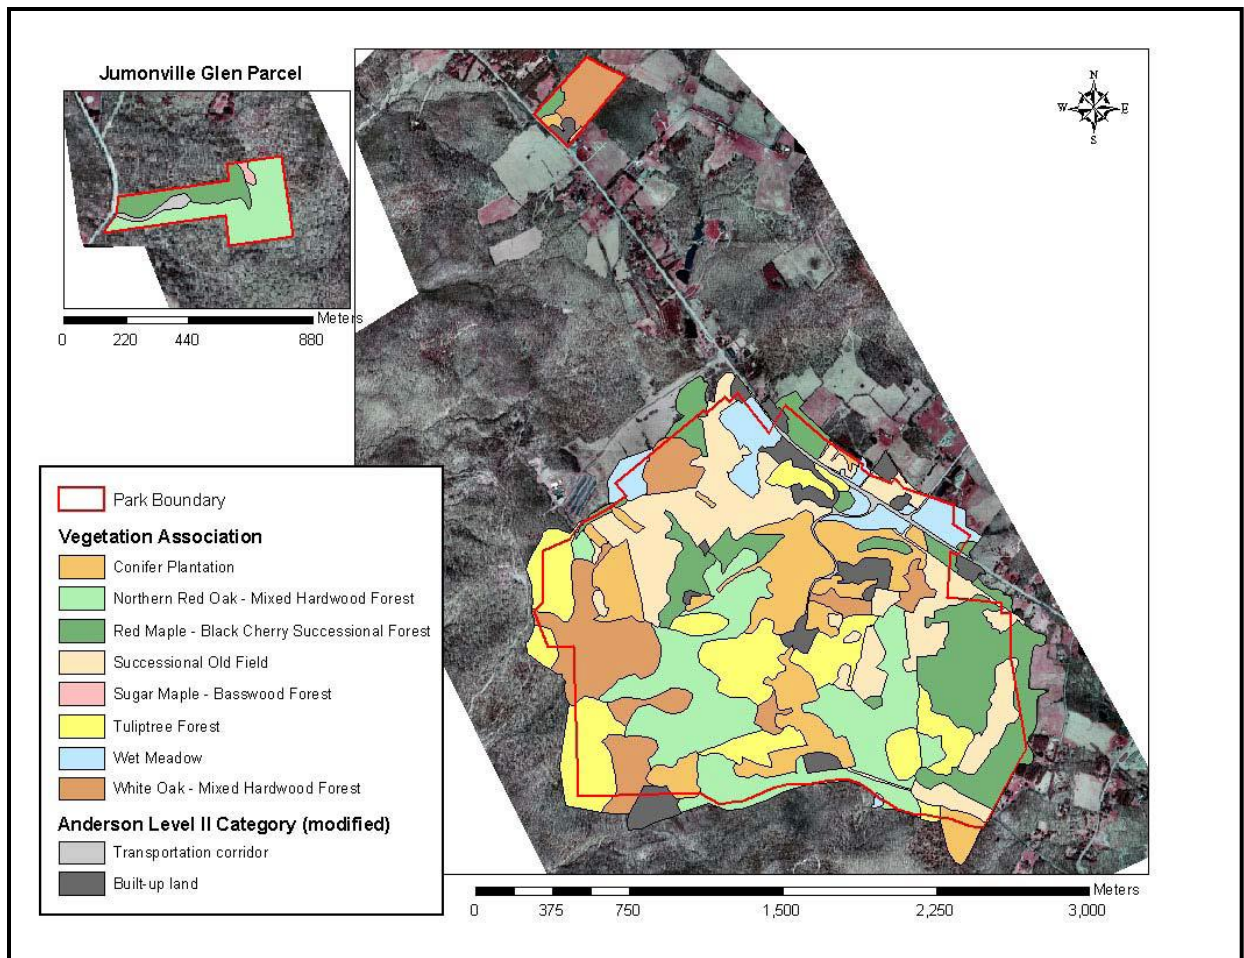 Jumonville Glen Parcel
Meters
0 220 440 880
N
W E
S
Park Boundary
Vegetation Association
Conifer Plantation
Northern Red Oak - Mixed Hardwood Forest
Red Maple - Black Cherry Successional Forest
Successional Old Field
Sugar Maple - Basswood Forest
Tuliptree Forest
Wet Meadow
White Oak - Mixed Hardwood Forest
Anderson Level II Category (modified)
Transportation corridor
Built-up land
Meters
0 375 750 1,500 2,250 3,000